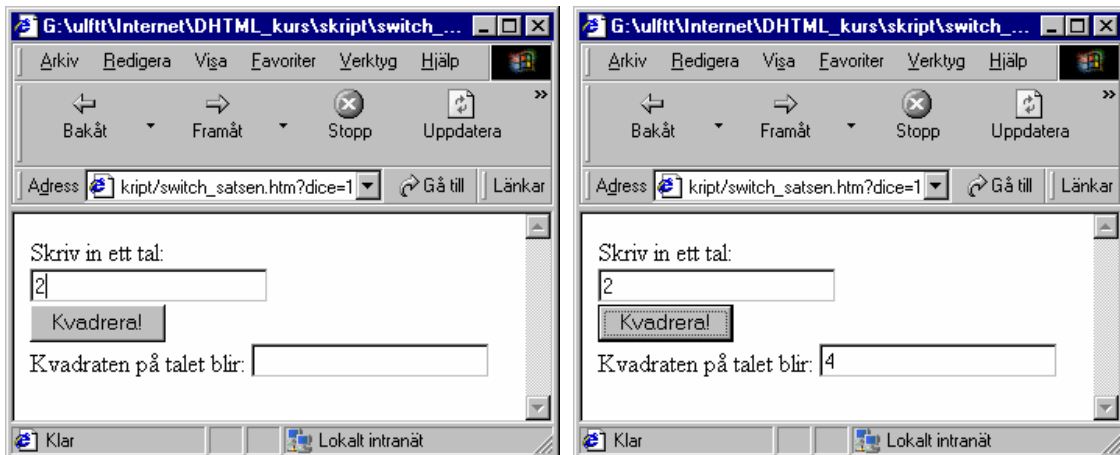 G:\ulftt\Internet\DHTML_kurs\skript\switch_...
Arkiv Redigera Visa Favoriter Verktyg Hjälp
Bakåt Framåt Stopp Uppdatera »
Adress kript/switch_satsen.htm?dice=1 Gå till Länkar
Skriv in ett tal:
2
Kvadrera!
Kvadraten på talet blir:
Klar Lokalt intranät
G:\ulftt\Internet\DHTML_kurs\skript\switch_...
Arkiv Redigera Visa Favoriter Verktyg Hjälp
Bakåt Framåt Stopp Uppdatera »
Adress kript/switch_satsen.htm?dice=1 Gå till Länkar
Skriv in ett tal:
2
Kvadrera!
Kvadraten på talet blir: 4
Klar Lokalt intranät